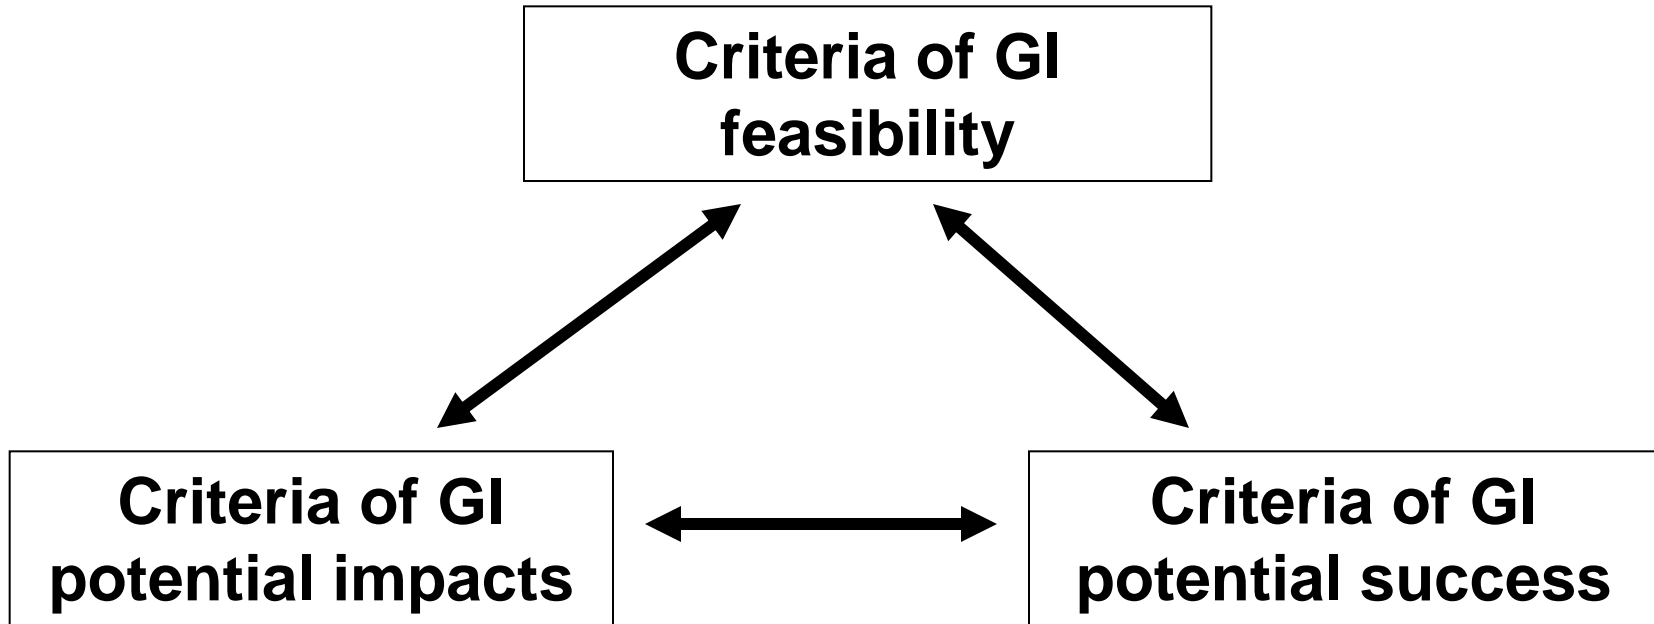 Criteria of GI
feasibility
Criteria of GI
potential impacts
Criteria of GI
potential success